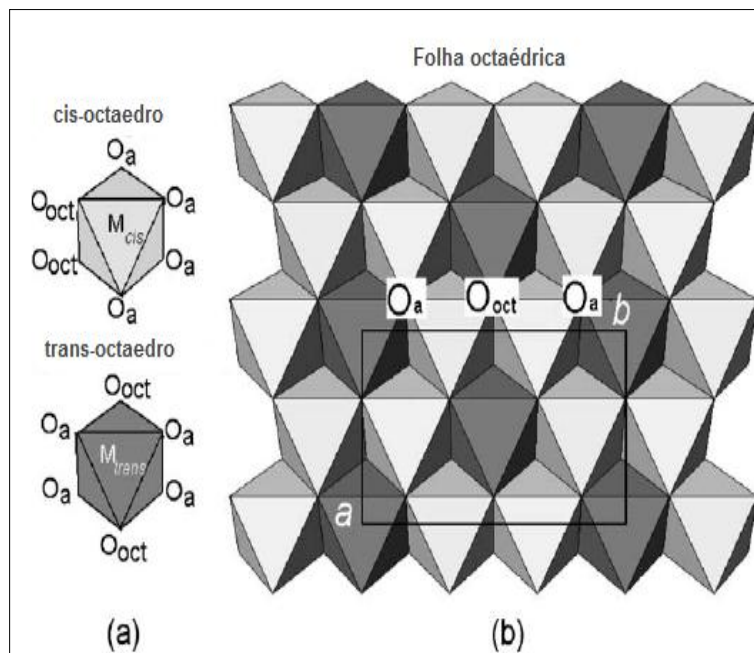 Folha octaédrica
cis-octaedro
Oa
Ooct Oa
Mcis
Ooct Oa
Oa
trans-octaedro
Ooct
Oa Oa
Mtrans
Oa Oa
Ooct
Oa Ooct Oa
b
a
(a) (b)